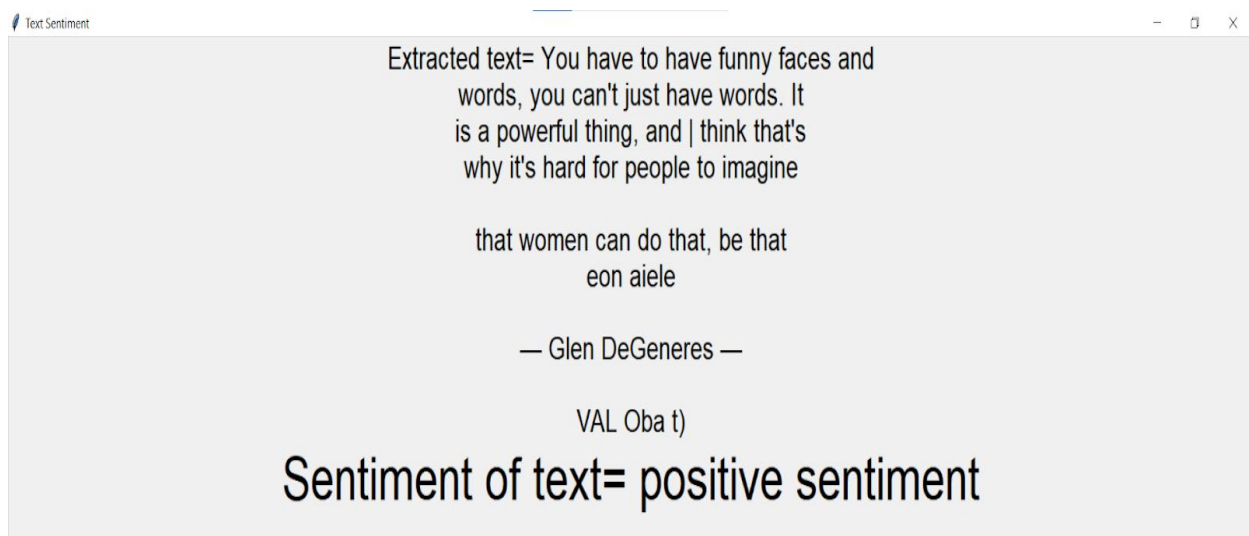 Text Sentiment
Extracted text= You have to have funny faces and
words, you can't just have words. It
is a powerful thing, and | think that's
why it's hard for people to imagine
that women can do that, be that
eon aiele
— Glen DeGeneres —
VAL Oba t)
Sentiment of text= positive sentiment